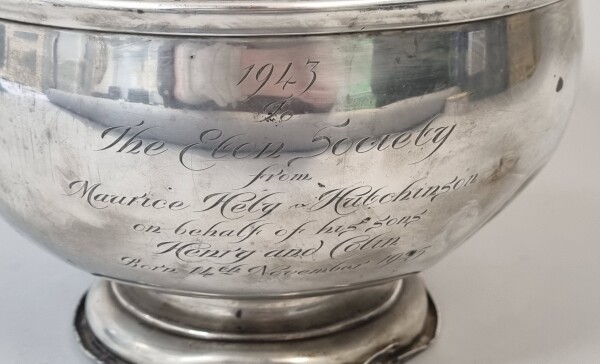 1943
To
The Eton Society
from
Maurice Hely - Hutchinson
on behalf of his sons
Henry and Colin
Born 14th November